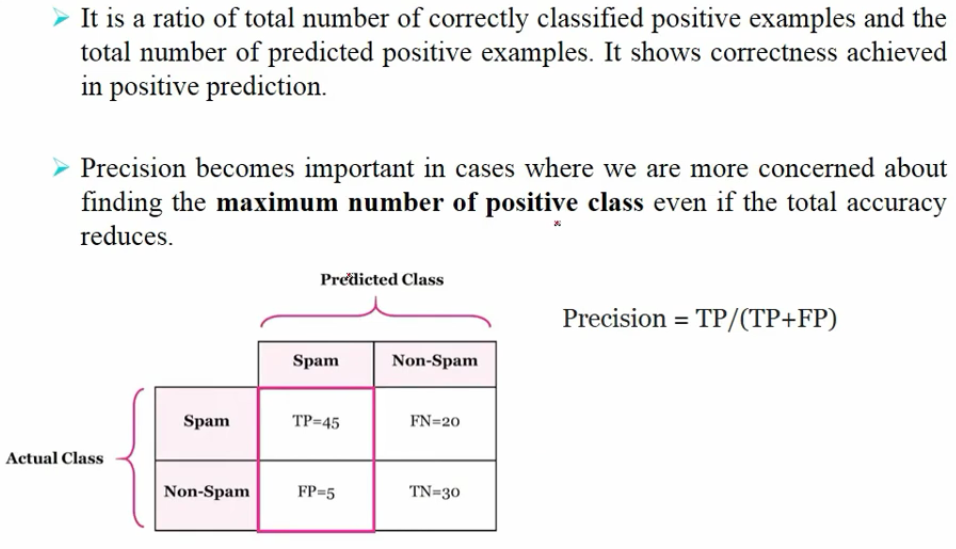 It is a ratio of total number of correctly classified positive examples and the
total number of predicted positive examples. It shows correctness achieved
in positive prediction.
Precision becomes important in cases where we are more concerned about
finding the maximum number of positive class even if the total accuracy
reduces.
Predicted Class
Precision = TP/(TP+FP)
Spam Non-Spam
Spam TP=45 FN=20
Actual Class
Non-Spam FP=5 TN=30